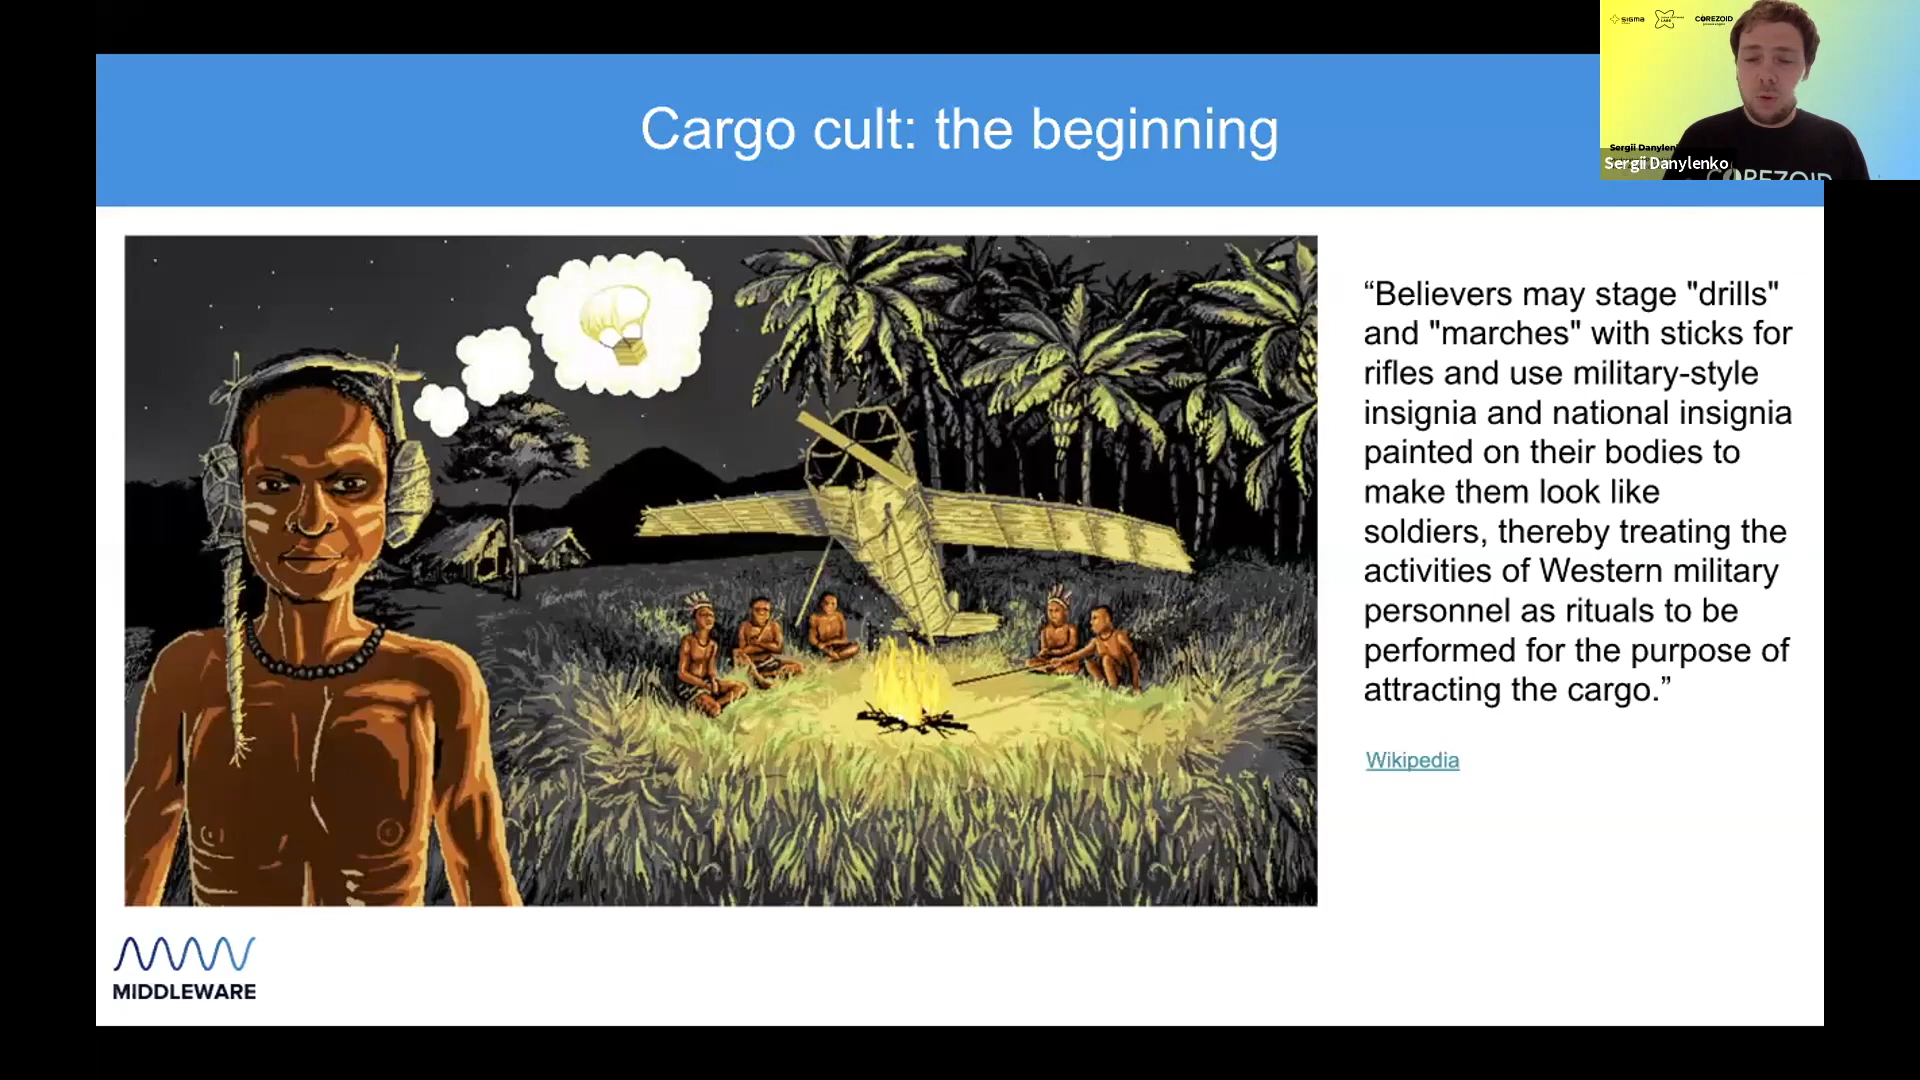 Cargo cult: the beginning
sigma
LABS
COREZOID
Sergii Danylenko
COREZOID
“Believers may stage "drills"
and "marches" with sticks for
rifles and use military-style
insignia and national insignia
painted on their bodies to
make them look like
soldiers, thereby treating the
activities of Western military
personnel as rituals to be
performed for the purpose of
attracting the cargo.”
Wikipedia
MIDDLEWARE